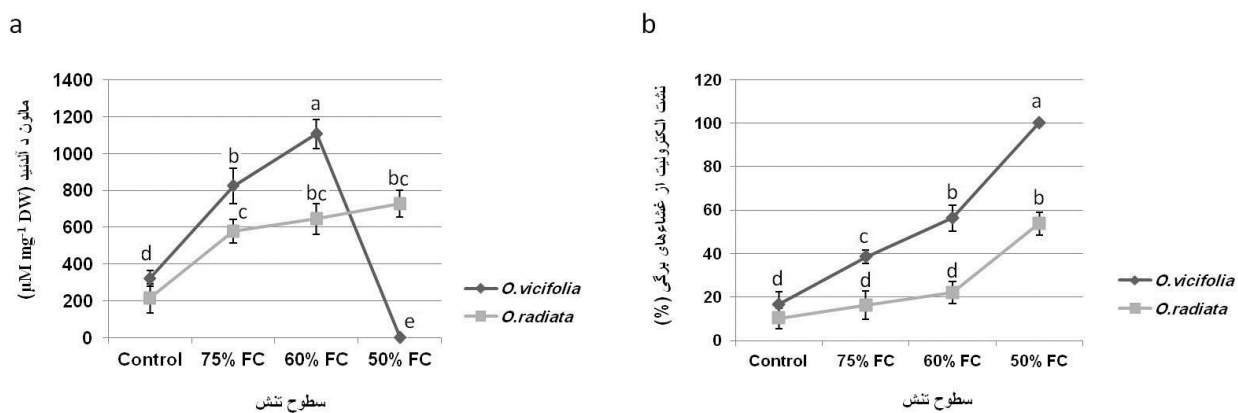 a
مالون د آلدئید (µM mg-1 DW)
1400
1200
1000
800
600
400
200
0
d
b
a
c
bc
bc
e
Control 75% FC 60% FC 50% FC
سطوح تنش
O.vicifolia
O.radiata
b
نشت الکترولیت از غشاءهای برگی (%)
120
100
80
60
40
20
0
d
c
b
a
d
d
b
Control 75% FC 60% FC 50% FC
سطوح تنش
O.vicifolia
O.radiata